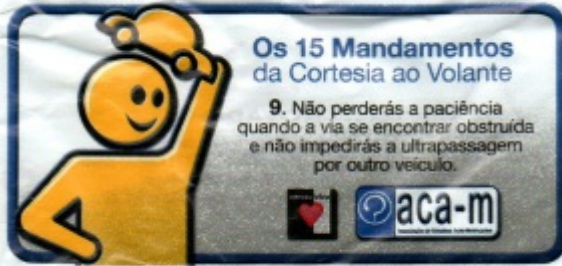 Os 15 Mandamentos
da Cortesia ao Volante
9. Não perderás a paciência
quando a via se encontrar obstruída
e não impedirás a ultrapassagem
por outro veículo.
aca-m